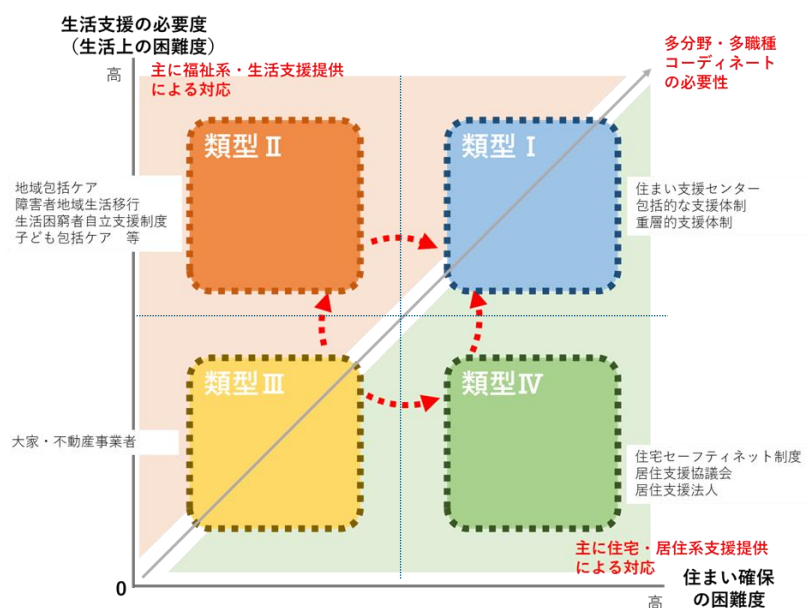 生活支援の必要度
（生活上の困難度）
高
主に福祉系・生活支援提供
による対応
多分野・多職種
コーディネート
の必要性
類型Ⅱ
類型Ⅰ
地域包括ケア
障害者地域生活移行
生活困窮者自立支援制度
子ども包括ケア　等
住まい支援センター
包括的な支援体制
重層的支援体制
類型Ⅲ
類型Ⅳ
大家・不動産事業者
住宅セーフティネット制度
居住支援協議会
居住支援法人
主に住宅・居住系支援提供
による対応
0
高
住まい確保
の困難度